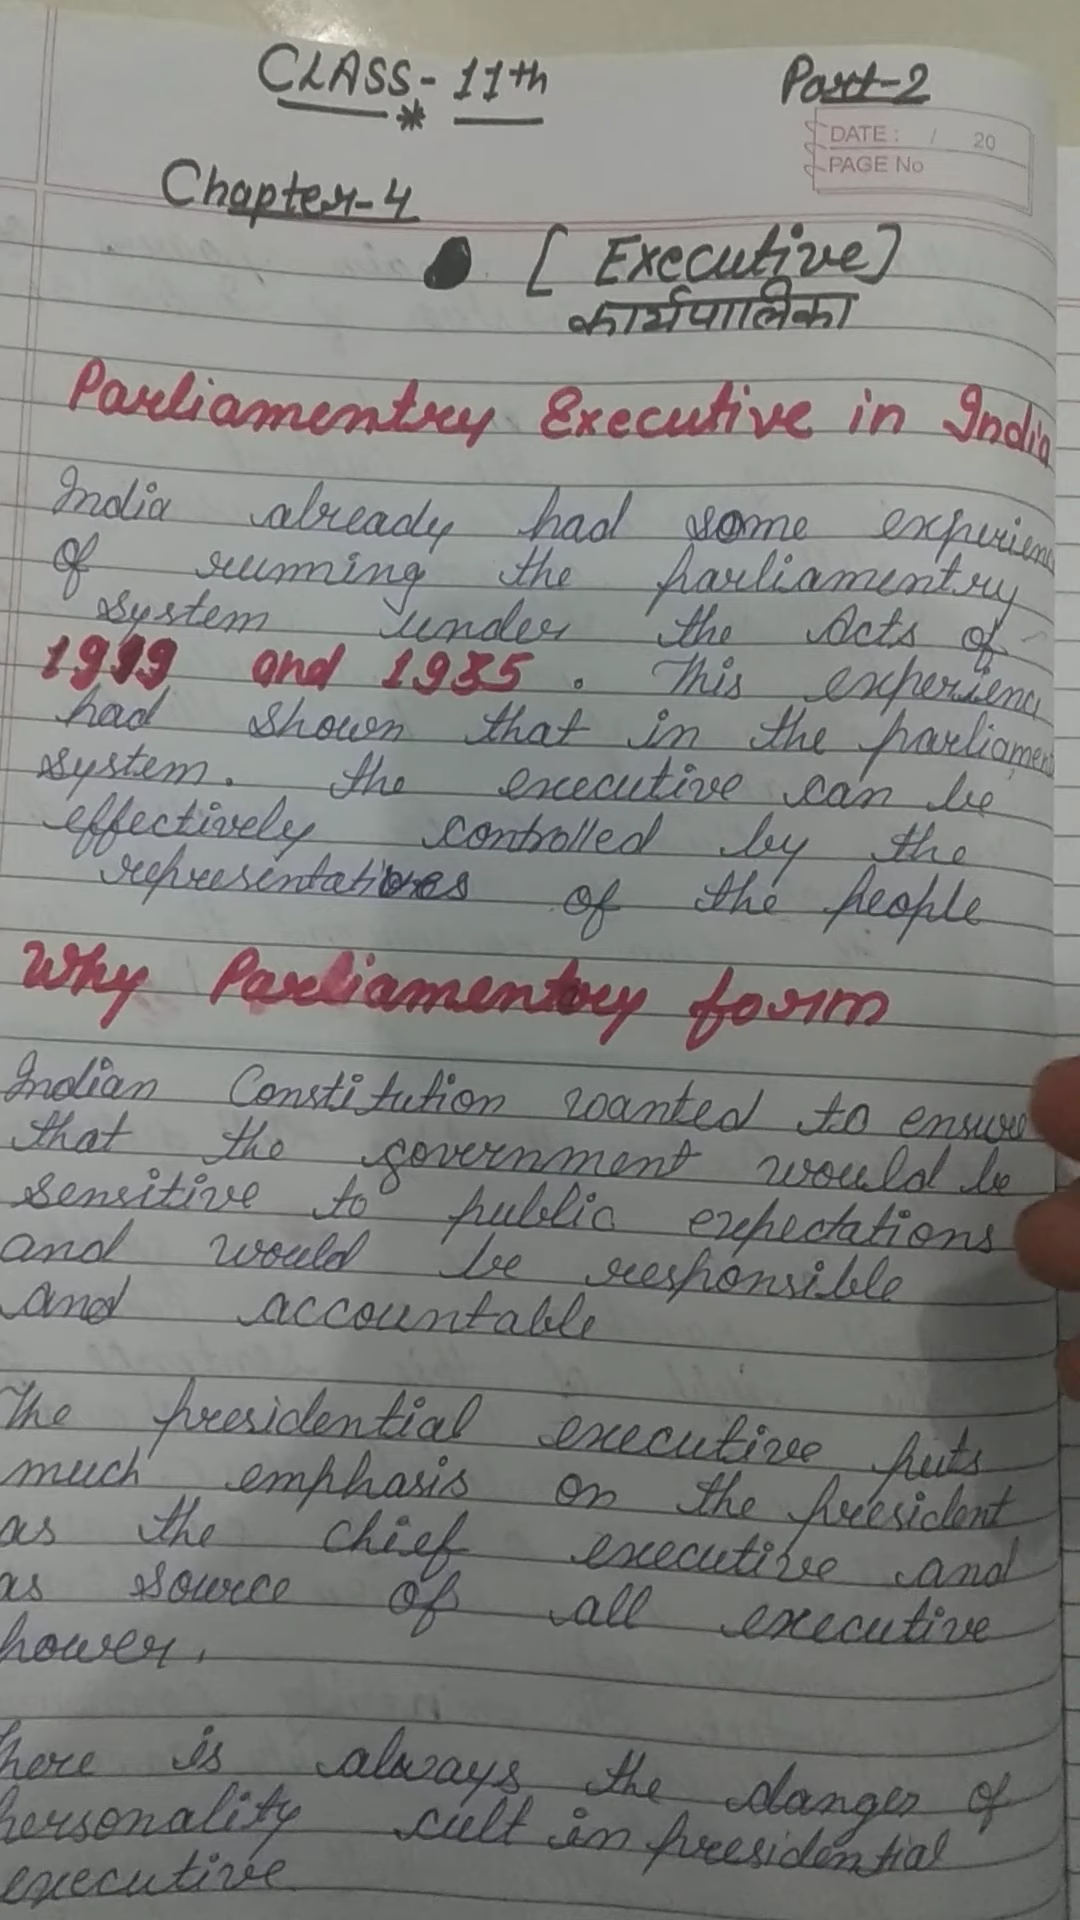 CLASS- 11th
Part-2
DATE: / 20
PAGE No
Chapter-4
[ Executive]
कार्यपालिका
Parliamentry Executive in India
India already had some experienc
of running the parliamentry
system under the Acts of
1919 and 1935. This experienc
had shown that in the parliamen
system. the executive can be
effectively controlled by the
of the people
Why Parliamentory form
Indian Constitution wanted to ensure
that the government would be
sensitive to public expectations
and would be responsible
and accountable
The presidential executive puts
much emphasis on the president
as the chief executive and
as source of all executive
power.
here is always the danger of
personality cult in presidential
executive